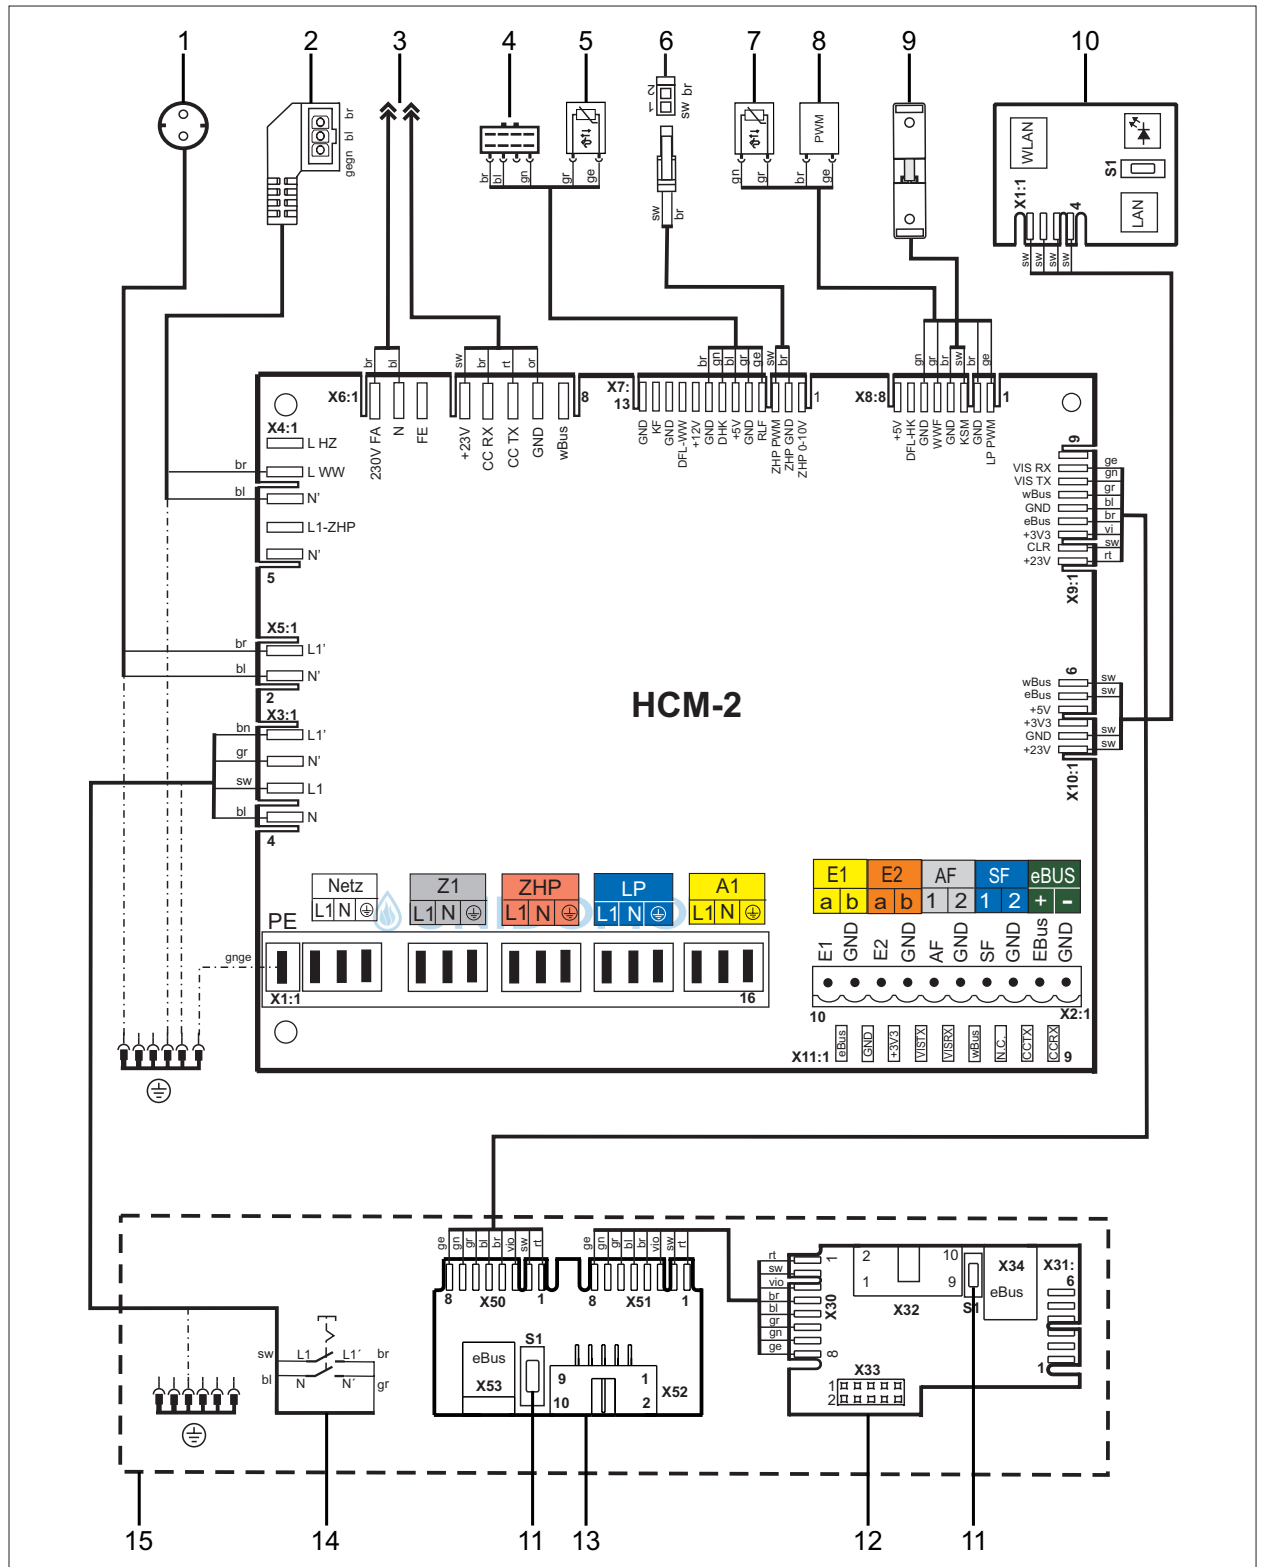 1 2 3 4 5 6 7 8 9 10
br
bl
gegn
br bl gn
gr ge
2 1
sw br
sw br
gn gr
PWM
br ge
WLAN
S1
LAN
X1:1 4
sw sw sw sw
br bl
sw br rt or
br gn bl gr ge sw br
gn gr br sw br ge
X6:1
230V FA
N
FE
+23V
CC RX
CC TX
GND
wBus
8
X7:
13
GND
KF
GND
DFL-WW
+12V
GND
DHK
+5V
GND
RLF
ZHP PWM
ZHP GND
ZHP 0-10V
1
X8:8
+5V
DFL-HK
GND
WWF
GND
KSM
GND
LP PWM
1
X4:1
L HZ
br L WW
bl N'
L1-ZHP
N'
5
X5:1
br L1'
bl N'
2
X3:1
bn L1'
gr N'
sw L1
bl N
4
HCM-2
9
VIS RX ge
VIS TX gn
wBus gr
GND bl
eBus br
+3V3 vi
CLR sw
+23V rt
X9:1
6
wBus sw
eBus sw
+5V
+3V3
GND sw
+23V sw
X10:1
Netz
L1 N
Z1
L1 N
ZHP
L1 N
LP
L1 N
A1
L1 N
PE
gnge
X1:1
16
E1 E2 AF SF eBUS
a b a b 1 2 1 2 + -
E1 GND E2 GND AF GND SF GND EBus GND
10 X2:1
X11:1 eBus GND +3V3 VISTX VISRX wBus N.C. CCTX CCRX 9
ge gn gr bl br vio sw rt
ge gn gr bl br vio sw rt
8 X50 1
8 X51 1
S1
eBus
X53
9 1
10 2
X52
rt
sw
vio
br
bl
gr
gn
ge
1
X30
8
2 10
1 9
X32
S1
X34
eBus
X31:
6
1
X33
1
2
sw L1 L1´ br
bl N N´ gr
15 14 11 13 12 11